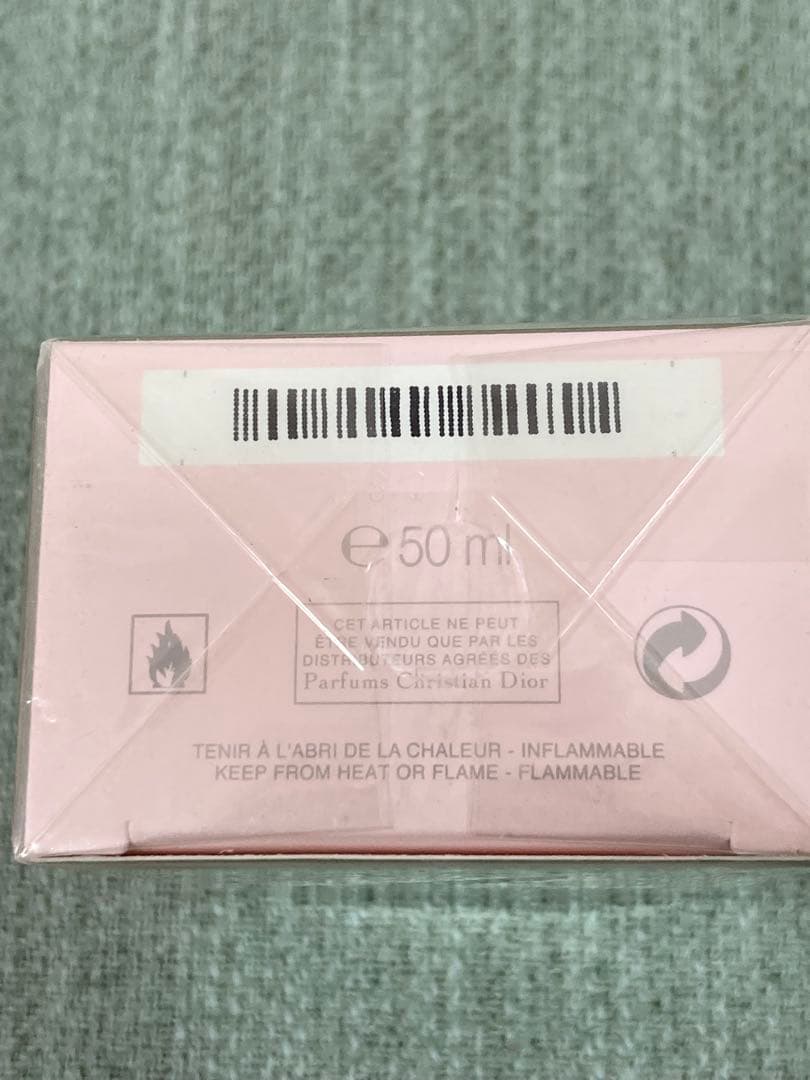 ℮ 50 ml
CET ARTICLE NE PEUT
ÊTRE VENDU QUE PAR LES
DISTRIBUTEURS AGRÉÉS DES
Parfums Christian Dior
TENIR À L'ABRI DE LA CHALEUR - INFLAMMABLE
KEEP FROM HEAT OR FLAME - FLAMMABLE